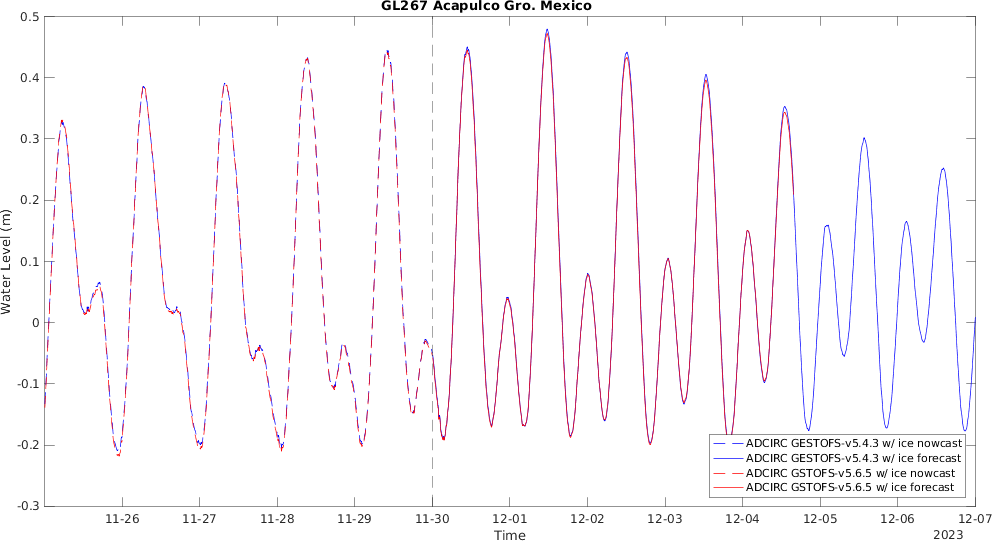 GL267 Acapulco Gro. Mexico
0.5
0.4
0.3
0.2
0.1
0
-0.1
-0.2
-0.3
Water Level (m)
11-26 11-27 11-28 11-29 11-30 12-01 12-02 12-03 12-04 12-05 12-06 12-07
Time
2023
ADCIRC GESTOFS-v5.4.3 w/ ice nowcast
ADCIRC GESTOFS-v5.4.3 w/ ice forecast
ADCIRC GSTOFS-v5.6.5 w/ ice nowcast
ADCIRC GSTOFS-v5.6.5 w/ ice forecast